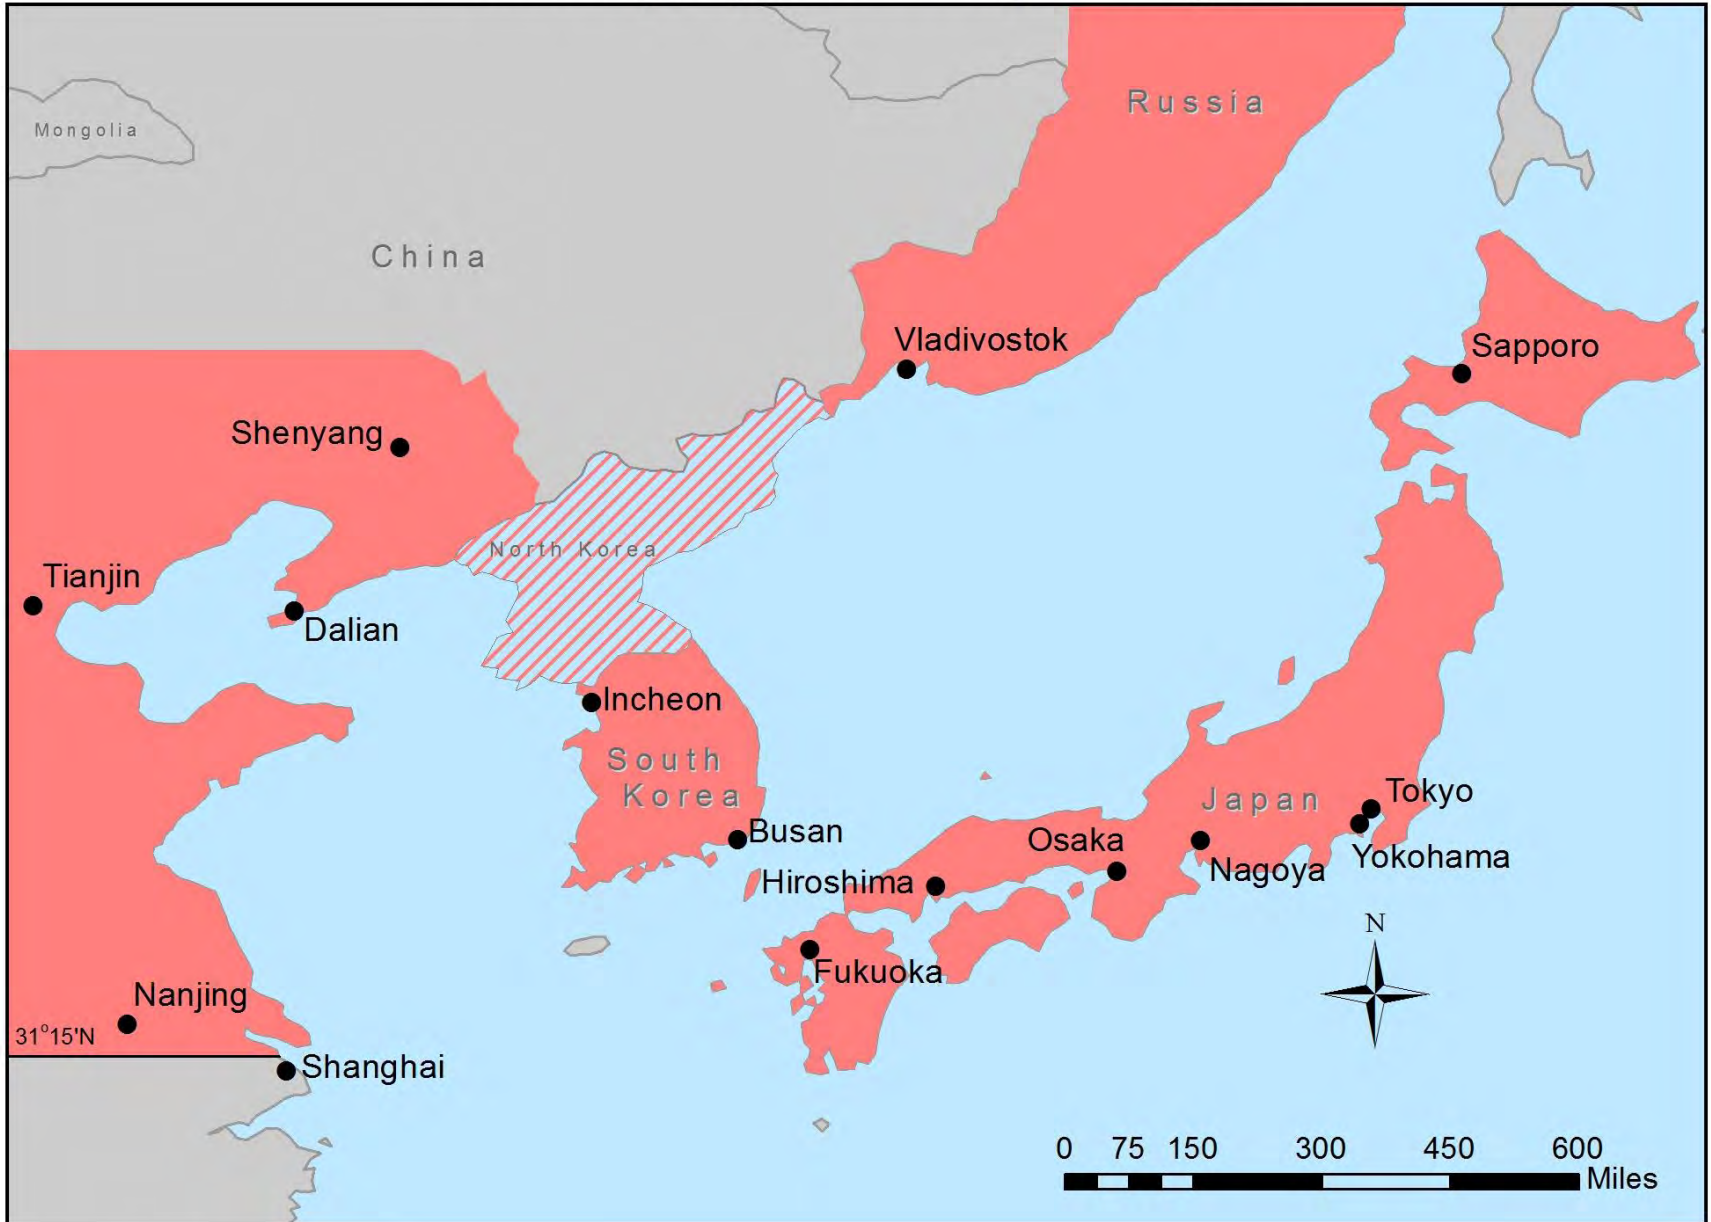 Russia
Mongolia
China
Vladivostok
Sapporo
Shenyang
North Korea
Tianjin
Dalian
Incheon
South
Korea
Japan
Tokyo
Busan
Osaka
Yokohama
Nagoya
Hiroshima
N
Fukuoka
Nanjing
31°15'N
Shanghai
0 75 150 300 450 600
Miles